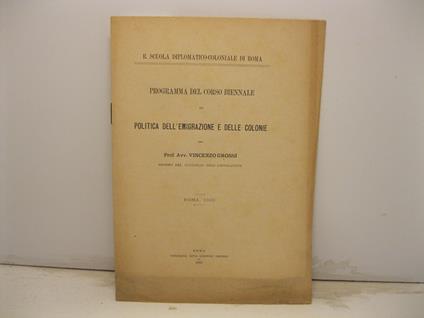 R. SCUOLA DIPLOMATICO-COLONIALE DI ROMA
PROGRAMMA DEL CORSO BIENNALE
DI
POLITICA DELL'EMIGRAZIONE E DELLE COLONIE
DEL
Prof. Avv. VINCENZO GROSSI
ROMA
ROMA